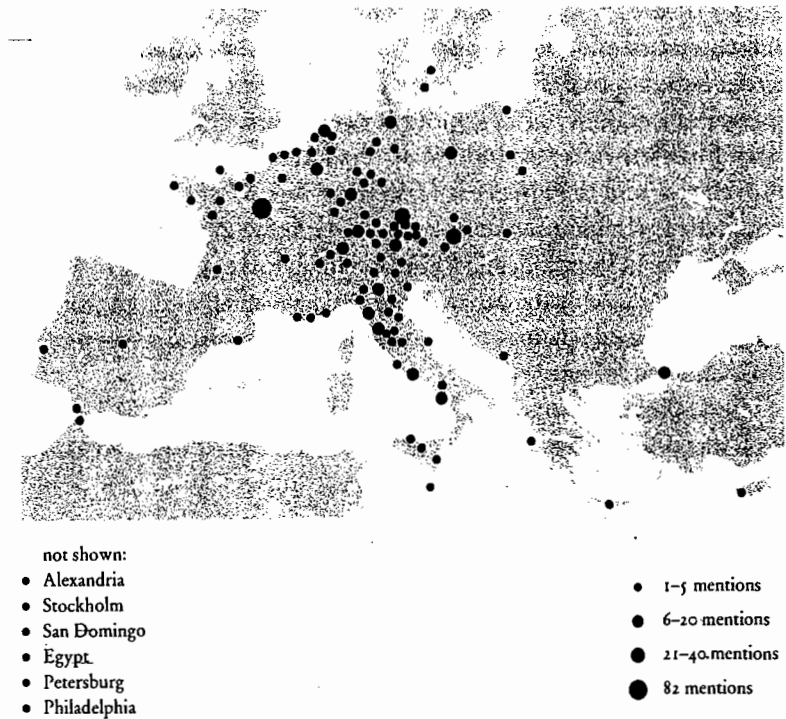 not shown:
Alexandria
Stockholm
San Domingo
Egypt
Petersburg
Philadelphia
1–5 mentions
6–20 mentions
21–40 mentions
82 mentions